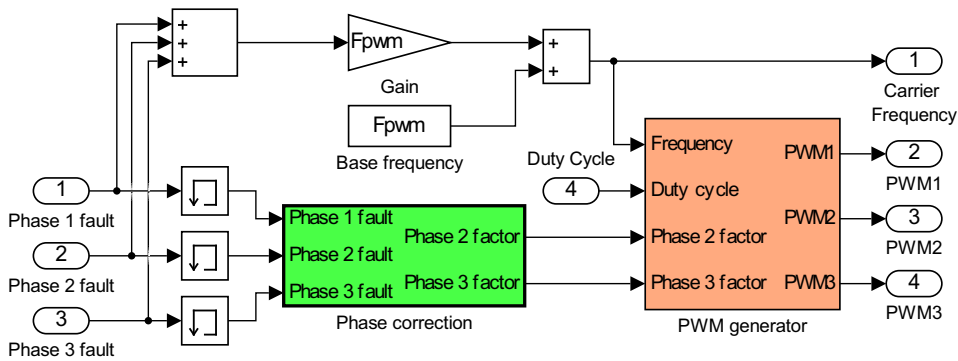 +
+
+
Fpwm
Gain
+
+
1
Carrier
Frequency
Fpwm
Base frequency
Duty Cycle
4
Frequency
Duty cycle
Phase 2 factor
Phase 3 factor
PWM1
PWM2
PWM3
PWM generator
2
PWM1
3
PWM2
4
PWM3
1
Phase 1 fault
2
Phase 2 fault
3
Phase 3 fault
Phase 1 fault
Phase 2 fault
Phase 3 fault
Phase 2 factor
Phase 3 factor
Phase correction